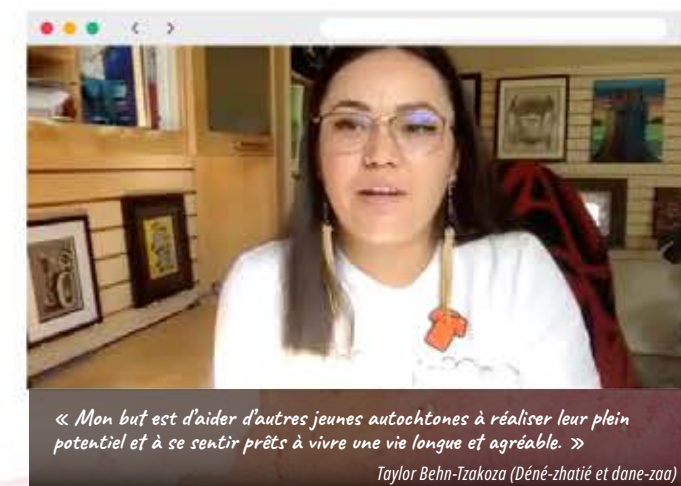 « Mon but est d'aider d'autres jeunes autochtones à réaliser leur plein
potentiel et à se sentir prêts à vivre une vie longue et agréable. »
Taylor Behn-Tzakoza (Déné-zhatié et dane-zaa)